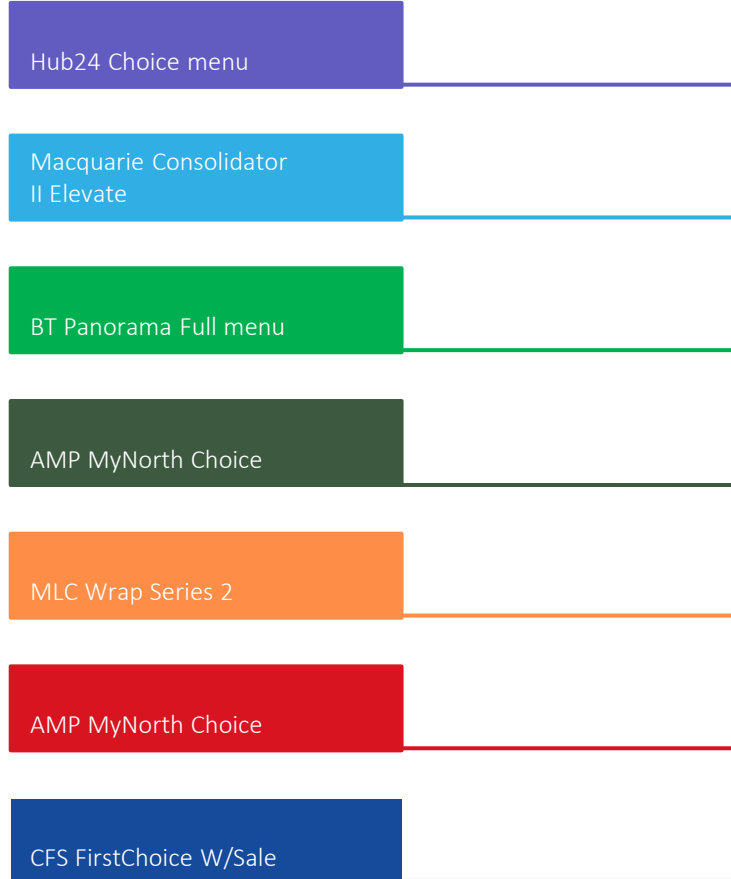 Hub24 Choice menu
Macquarie Consolidator
II Elevate
BT Panorama Full menu
AMP MyNorth Choice
MLC Wrap Series 2
AMP MyNorth Choice
CFS FirstChoice W/Sale